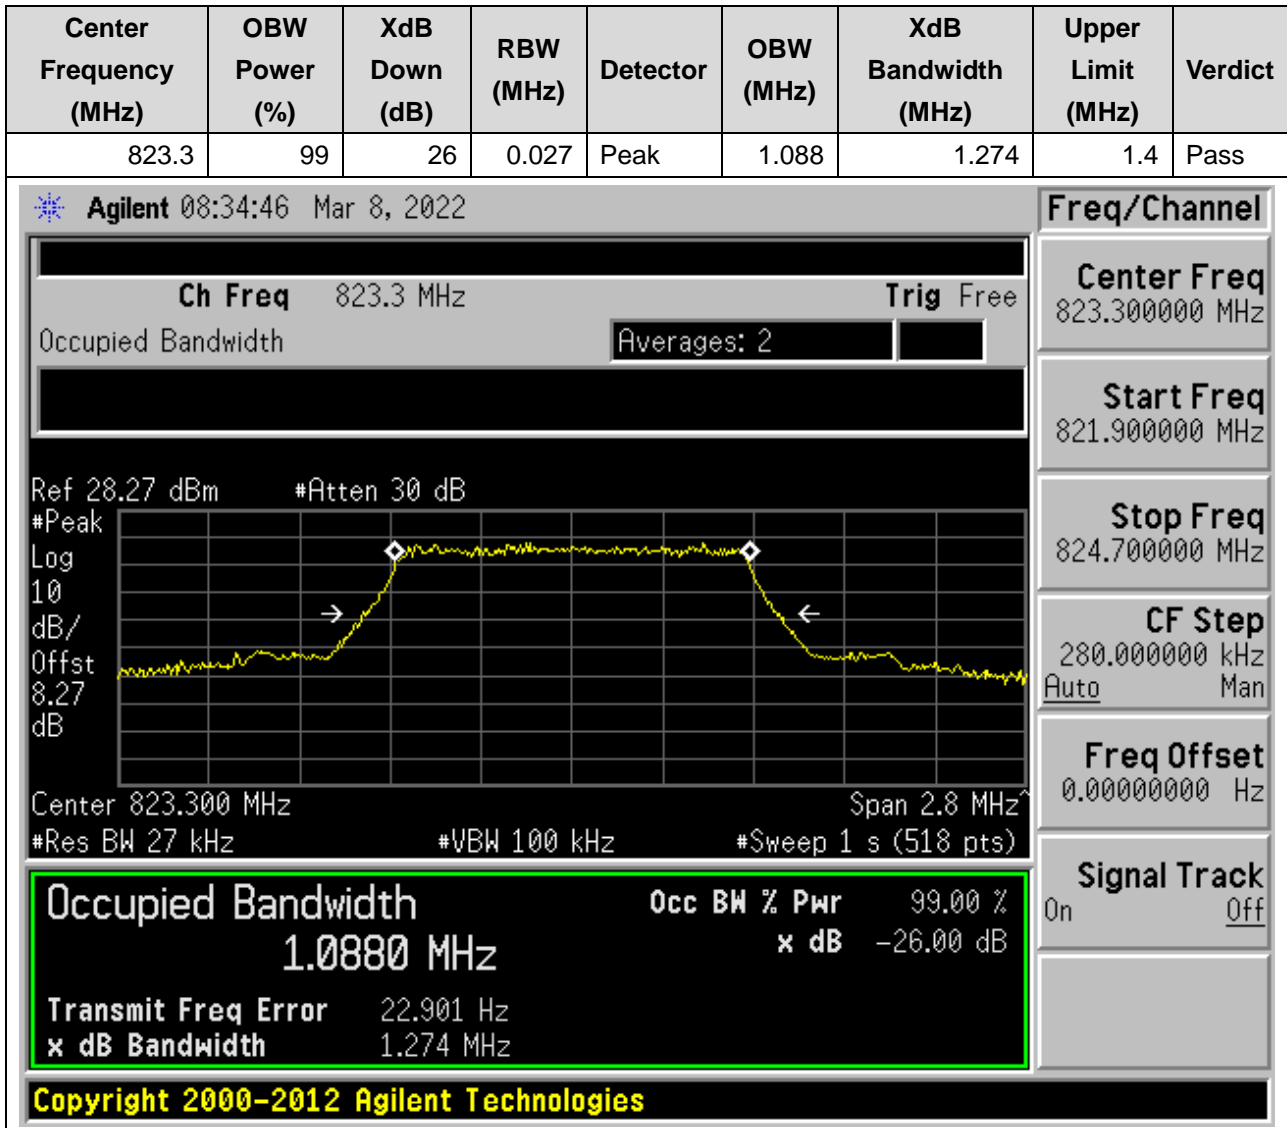 Center Frequency (MHz) OBW Power (%) XdB Down (dB) RBW (MHz) Detector OBW (MHz) XdB Bandwidth (MHz) Upper Limit (MHz) Verdict
823.3 99 26 0.027 Peak 1.088 1.274 1.4 Pass
Agilent 08:34:46 Mar 8, 2022
Freq/Channel
Ch Freq 823.3 MHz Trig Free
Occupied Bandwidth Averages: 2
Ref 28.27 dBm #Atten 30 dB
#Peak
Log
10
dB/
Offst
8.27
dB
Center 823.300 MHz Span 2.8 MHz^
#Res BW 27 kHz #VBW 100 kHz #Sweep 1 s (518 pts)
Occupied Bandwidth Occ BW % Pwr 99.00 %
1.0880 MHz x dB -26.00 dB
Transmit Freq Error 22.901 Hz
x dB Bandwidth 1.274 MHz
Center Freq
823.300000 MHz
Start Freq
821.900000 MHz
Stop Freq
824.700000 MHz
CF Step
280.000000 kHz
Auto Man
Freq Offset
0.00000000 Hz
Signal Track
On Off
Copyright 2000-2012 Agilent Technologies